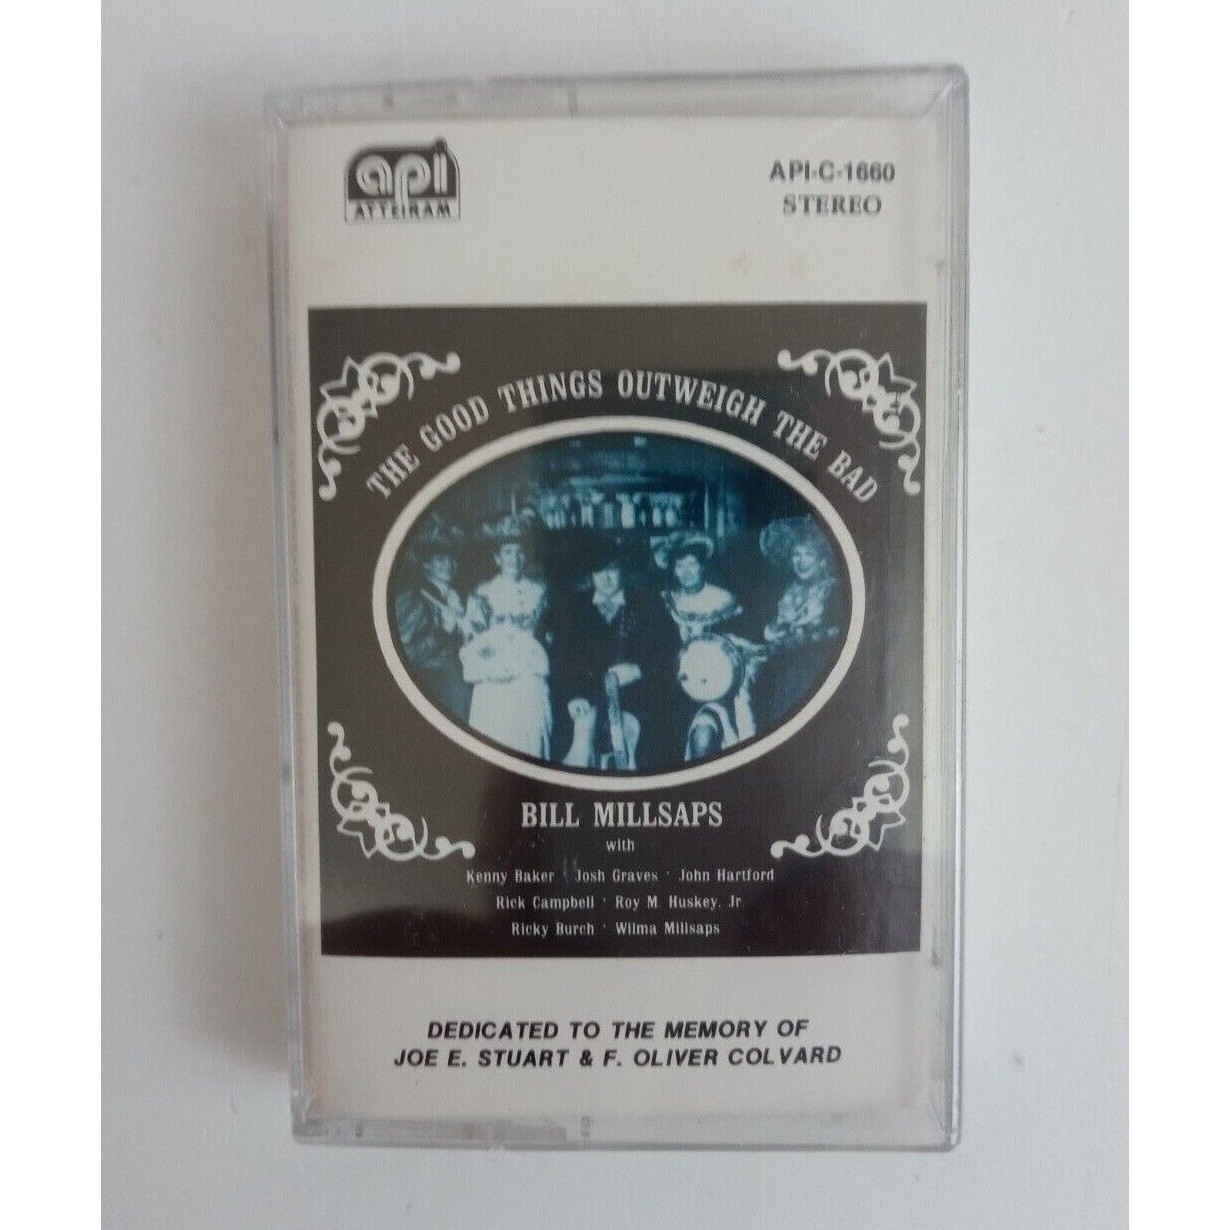 api
ATTEIRAM
API-C-1660
STEREO
THE GOOD THINGS OUTWEIGH THE BAD
BILL MILLSAPS
with
Kenny Baker · Josh Graves · John Hartford
Rick Campbell · Roy M. Huskey, Jr
Ricky Burch · Wilma Millsaps
DEDICATED TO THE MEMORY OF
JOE E. STUART & F. OLIVER COLVARD